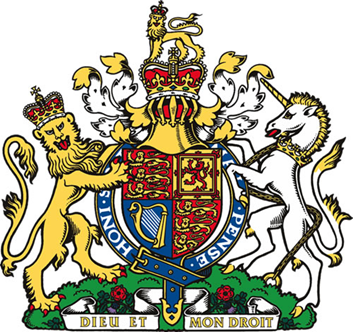 HONI
PENSE
DIEU ET MON DROIT